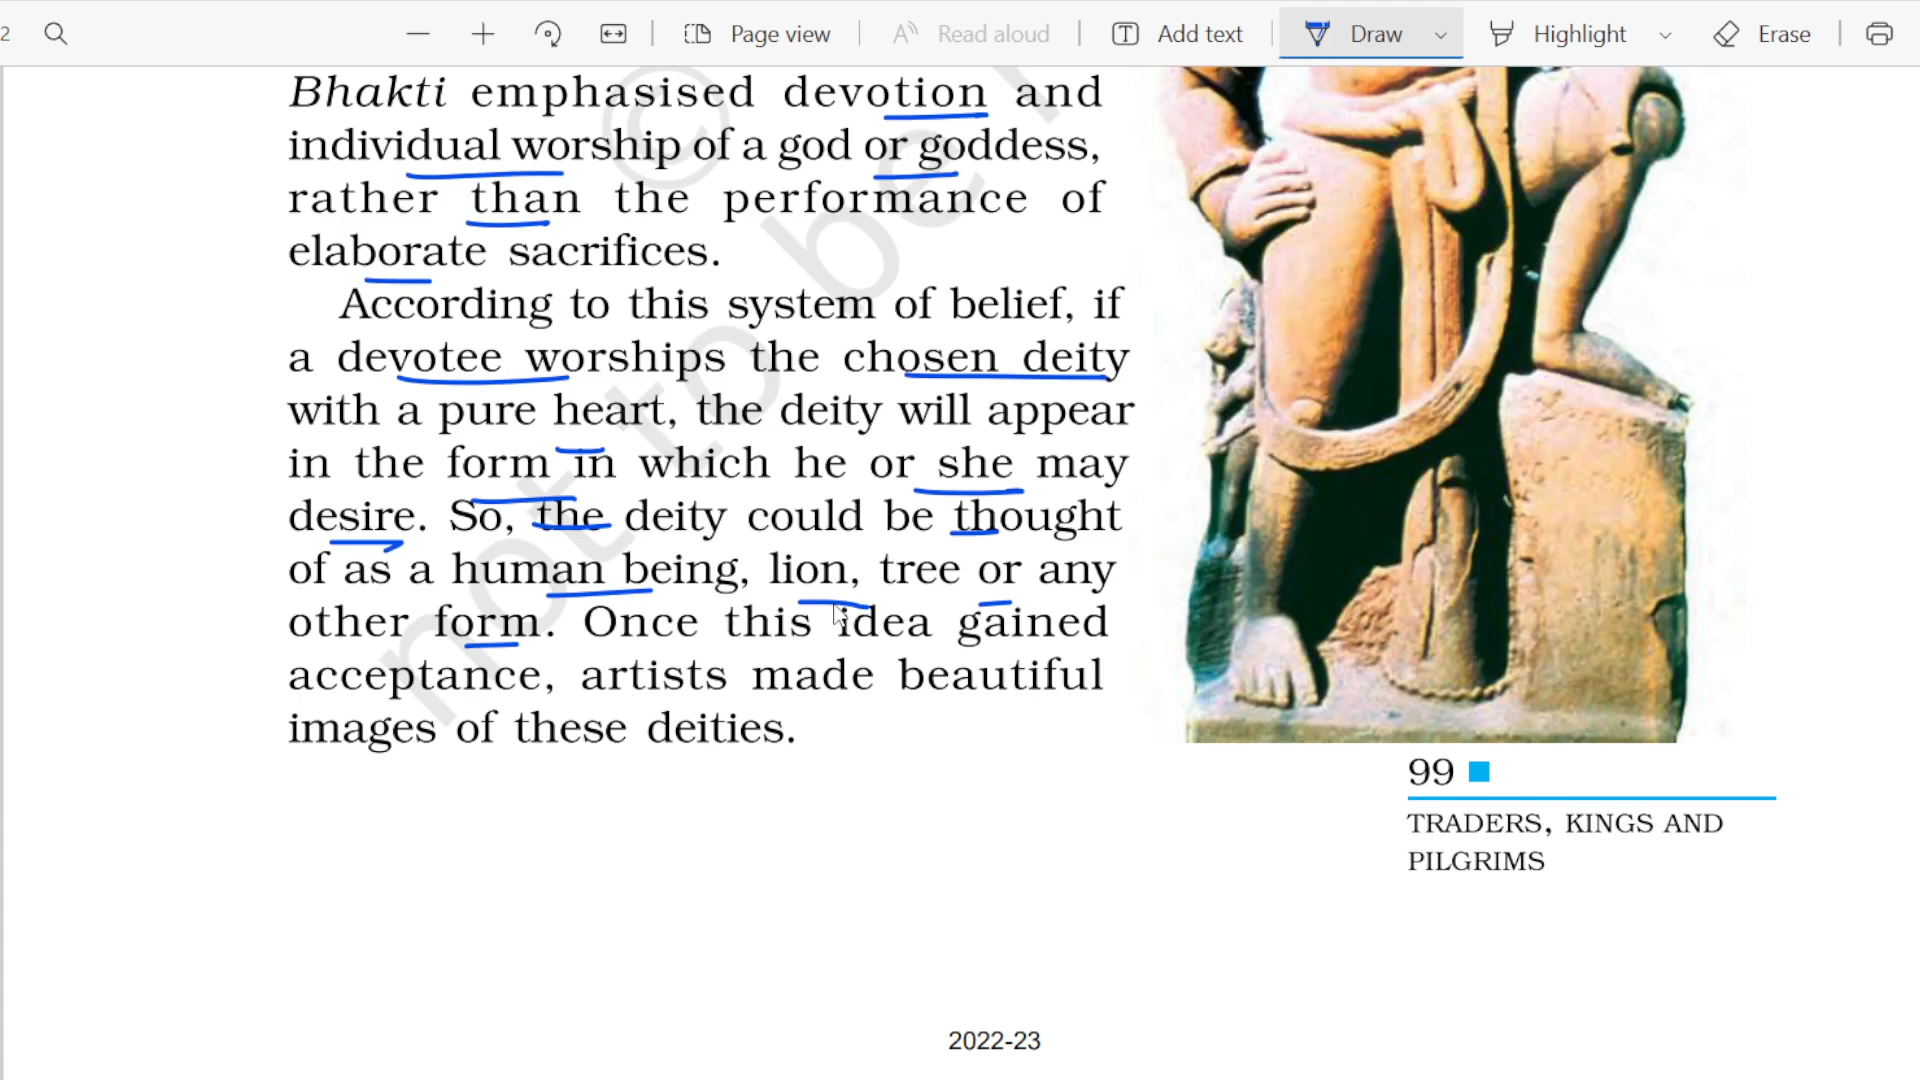 2
Page view
Read aloud
Add text
Draw
Highlight
Erase
Bhakti emphasised devotion and
individual worship of a god or goddess,
rather than the performance of
elaborate sacrifices.
According to this system of belief, if
a devotee worships the chosen deity
with a pure heart, the deity will appear
in the form in which he or she may
desire. So, the deity could be thought
of as a human being, lion, tree or any
other form. Once this idea gained
acceptance, artists made beautiful
images of these deities.
© not to be r
99
TRADERS, KINGS AND
PILGRIMS
2022-23